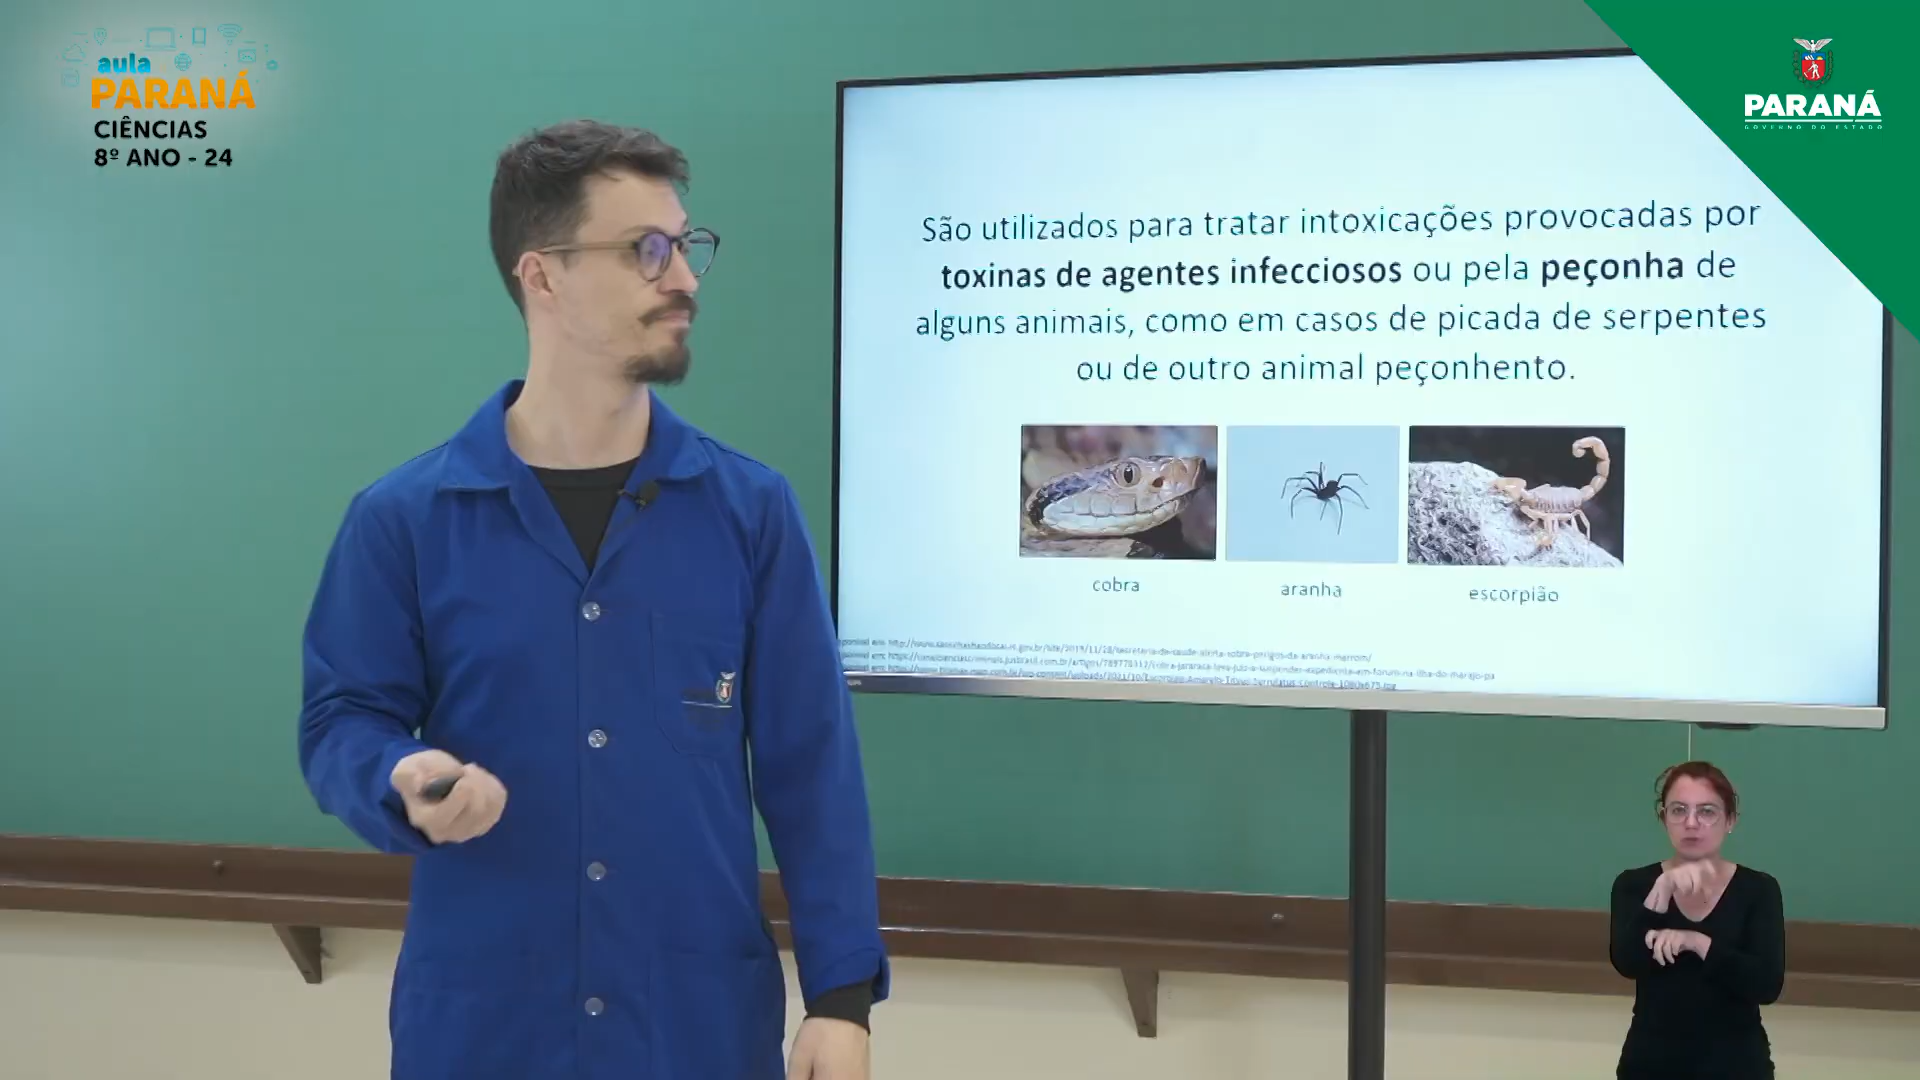 aula
PARANÁ
CIÊNCIAS
8º ANO - 24
PARANÁ
GOVERNO DO ESTADO
São utilizados para tratar intoxicações provocadas por
toxinas de agentes infecciosos ou pela peçonha de
alguns animais, como em casos de picada de serpentes
ou de outro animal peçonhento.
cobra
aranha
escorpião